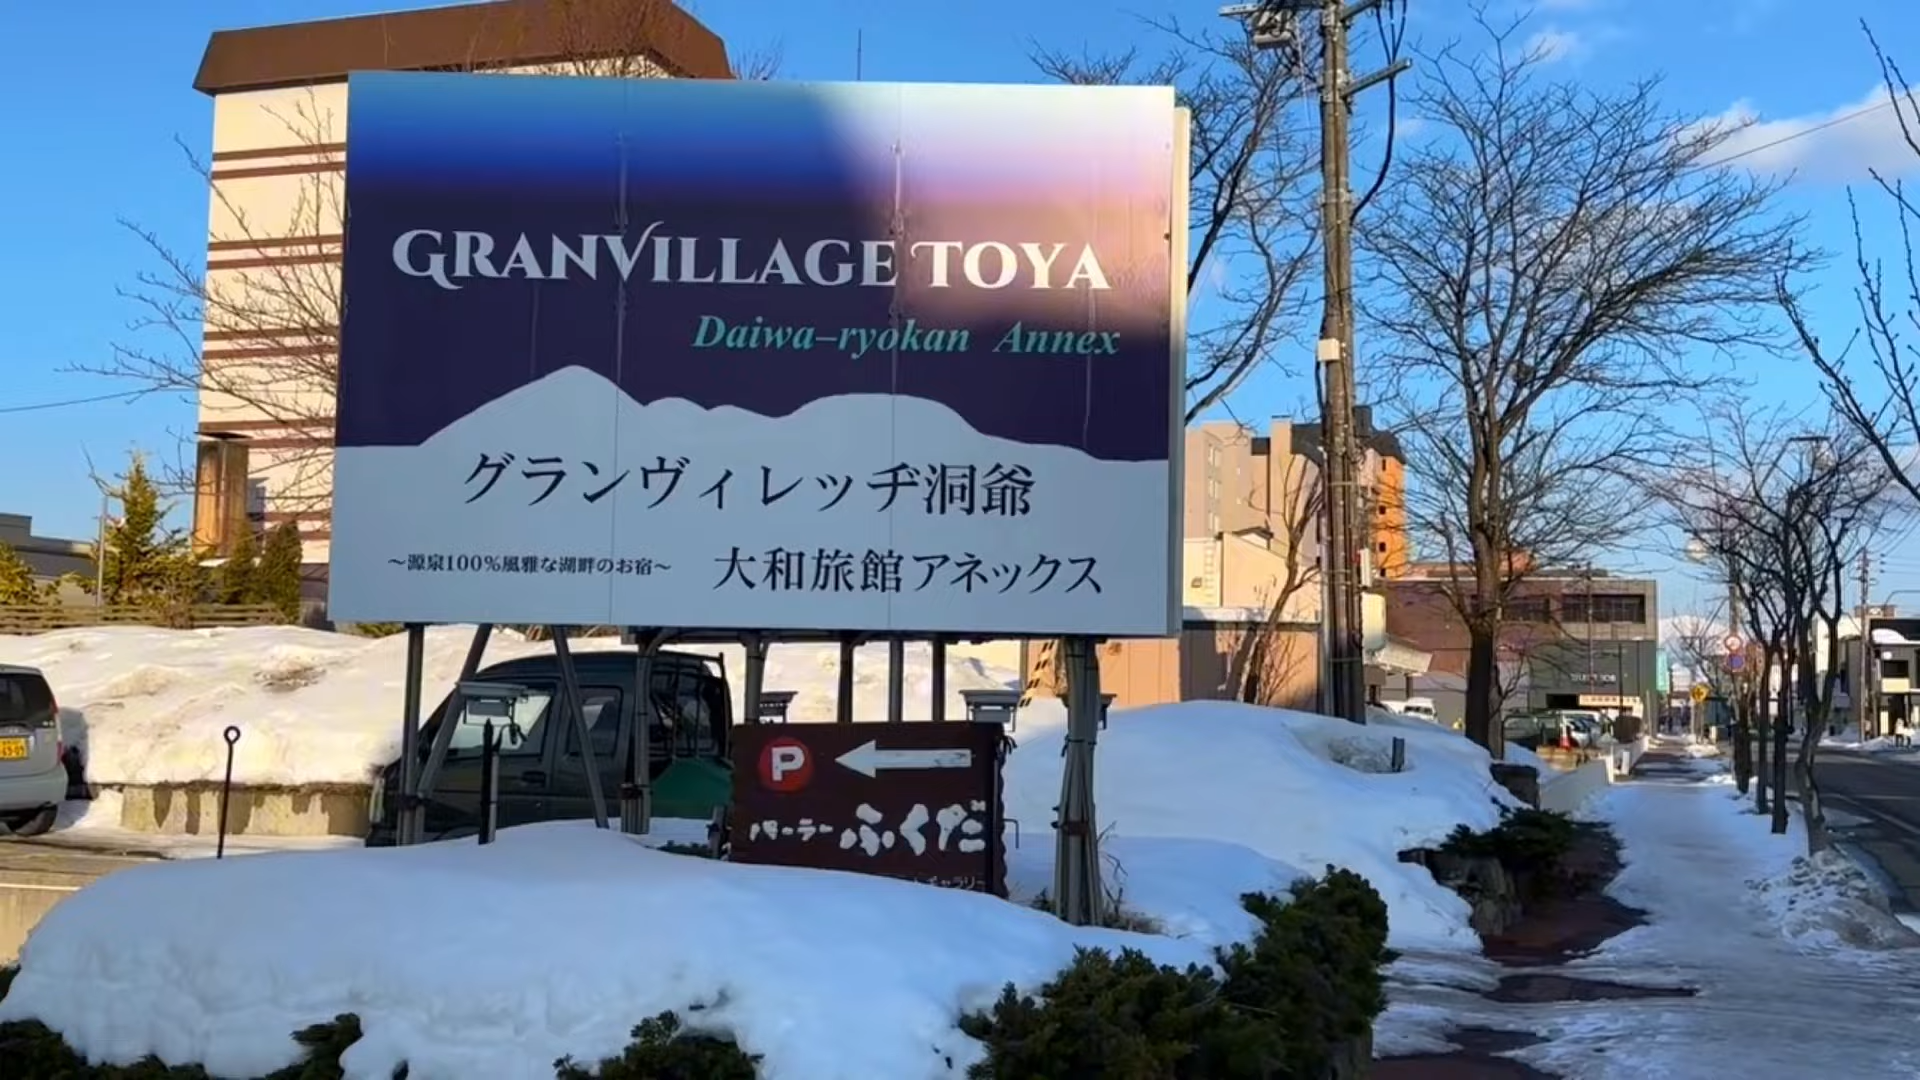 GRANVILLAGE TOYA
Daiwa-ryokan Annex
グランヴィレッヂ洞爺
～源泉100%風雅な湖畔のお宿～
大和旅館アネックス
P
パーラーふくだ